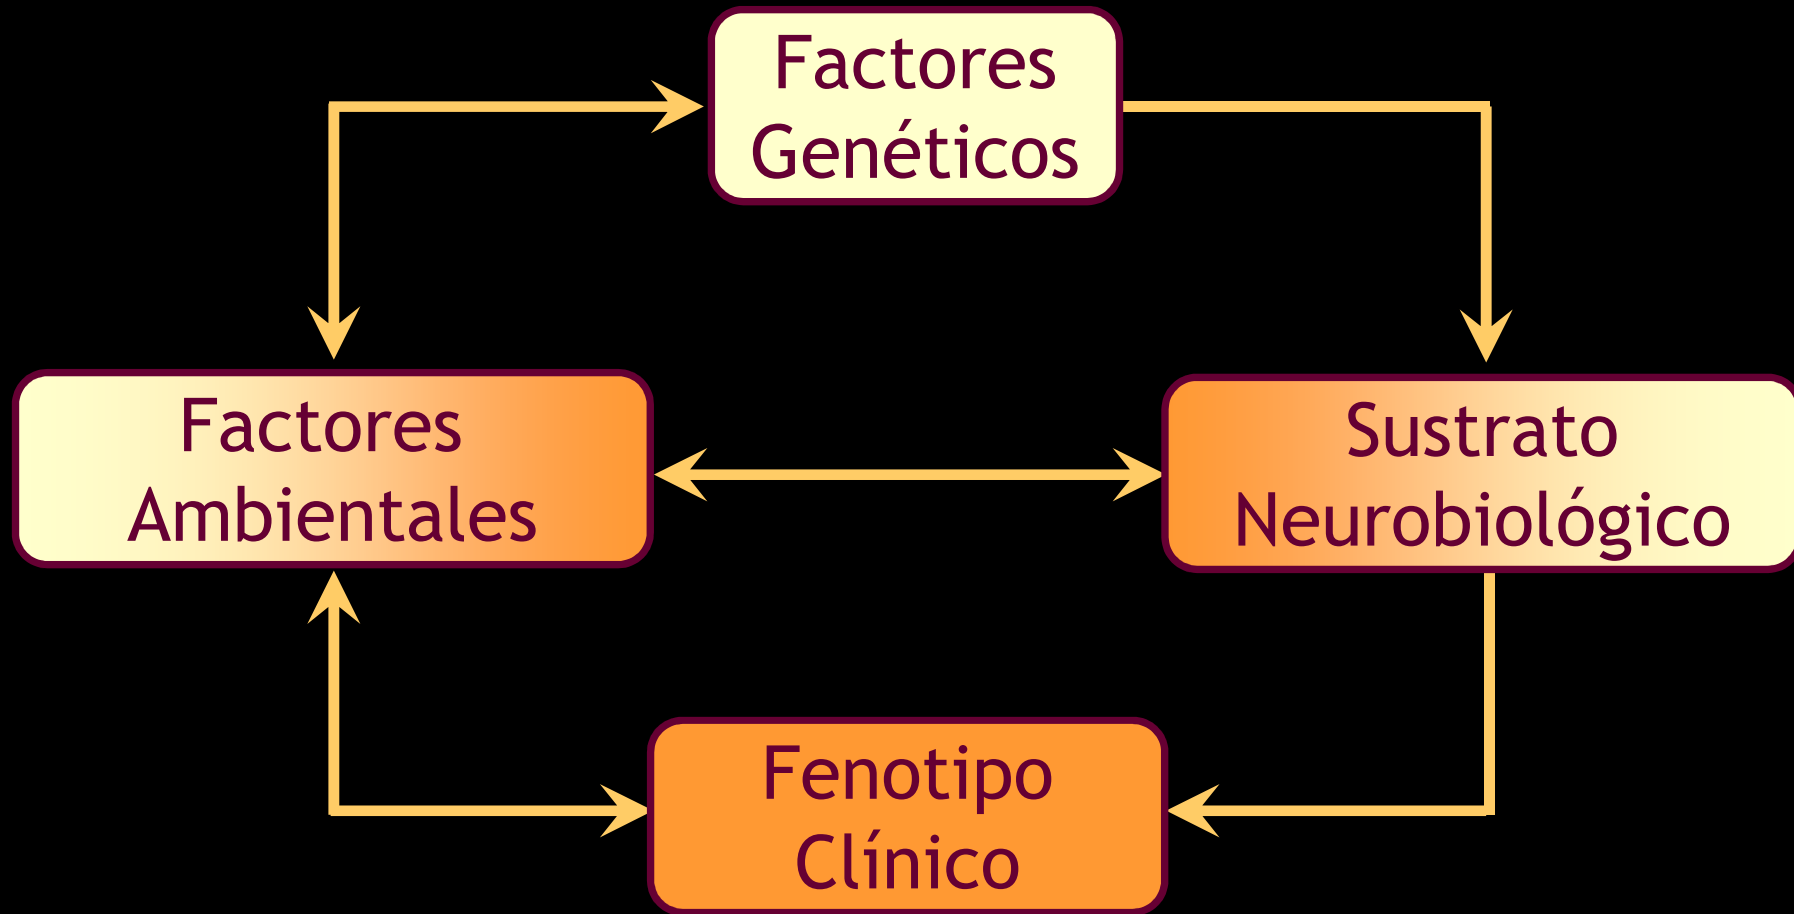 Factores
Genéticos
Factores
Ambientales
Sustrato
Neurobiológico
Fenotipo
Clínico